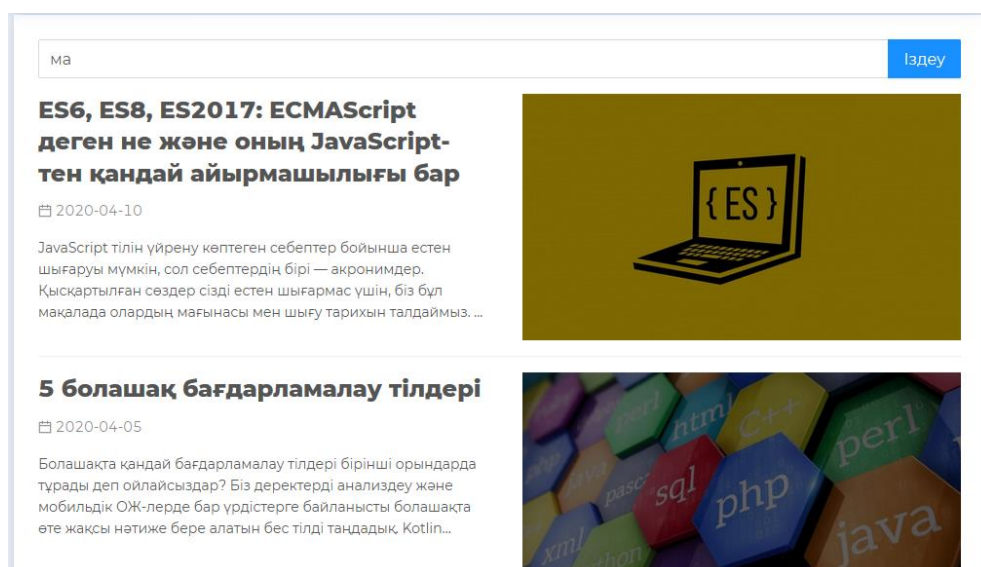 ма
Іздеу
ES6, ES8, ES2017: ECMAScript
деген не және оның JavaScript-
тен қандай айырмашылығы бар
2020-04-10
JavaScript тілін үйрену көптеген себептер бойынша естен
шығаруы мүмкін, сол себептердің бірі — акронимдер.
Қысқартылған сөздер сізді естен шығармас үшін, біз бұл
мақалада олардың мағынасы мен шығу тарихын талдаймыз. ...
{ ES }
5 болашақ бағдарламалау тілдері
2020-04-05
Болашақта қандай бағдарламалау тілдері бірінші орындарда
тұрады деп ойлайсыздар? Біз деректерді анализдеу және
мобильдік ОЖ-лерде бар үрдістерге байланысты болашақта
өте жақсы нәтиже бере алатын бес тілді таңдадық, Kotlin...
perl
html
C++
perl
php
java
sql
php
java
xml